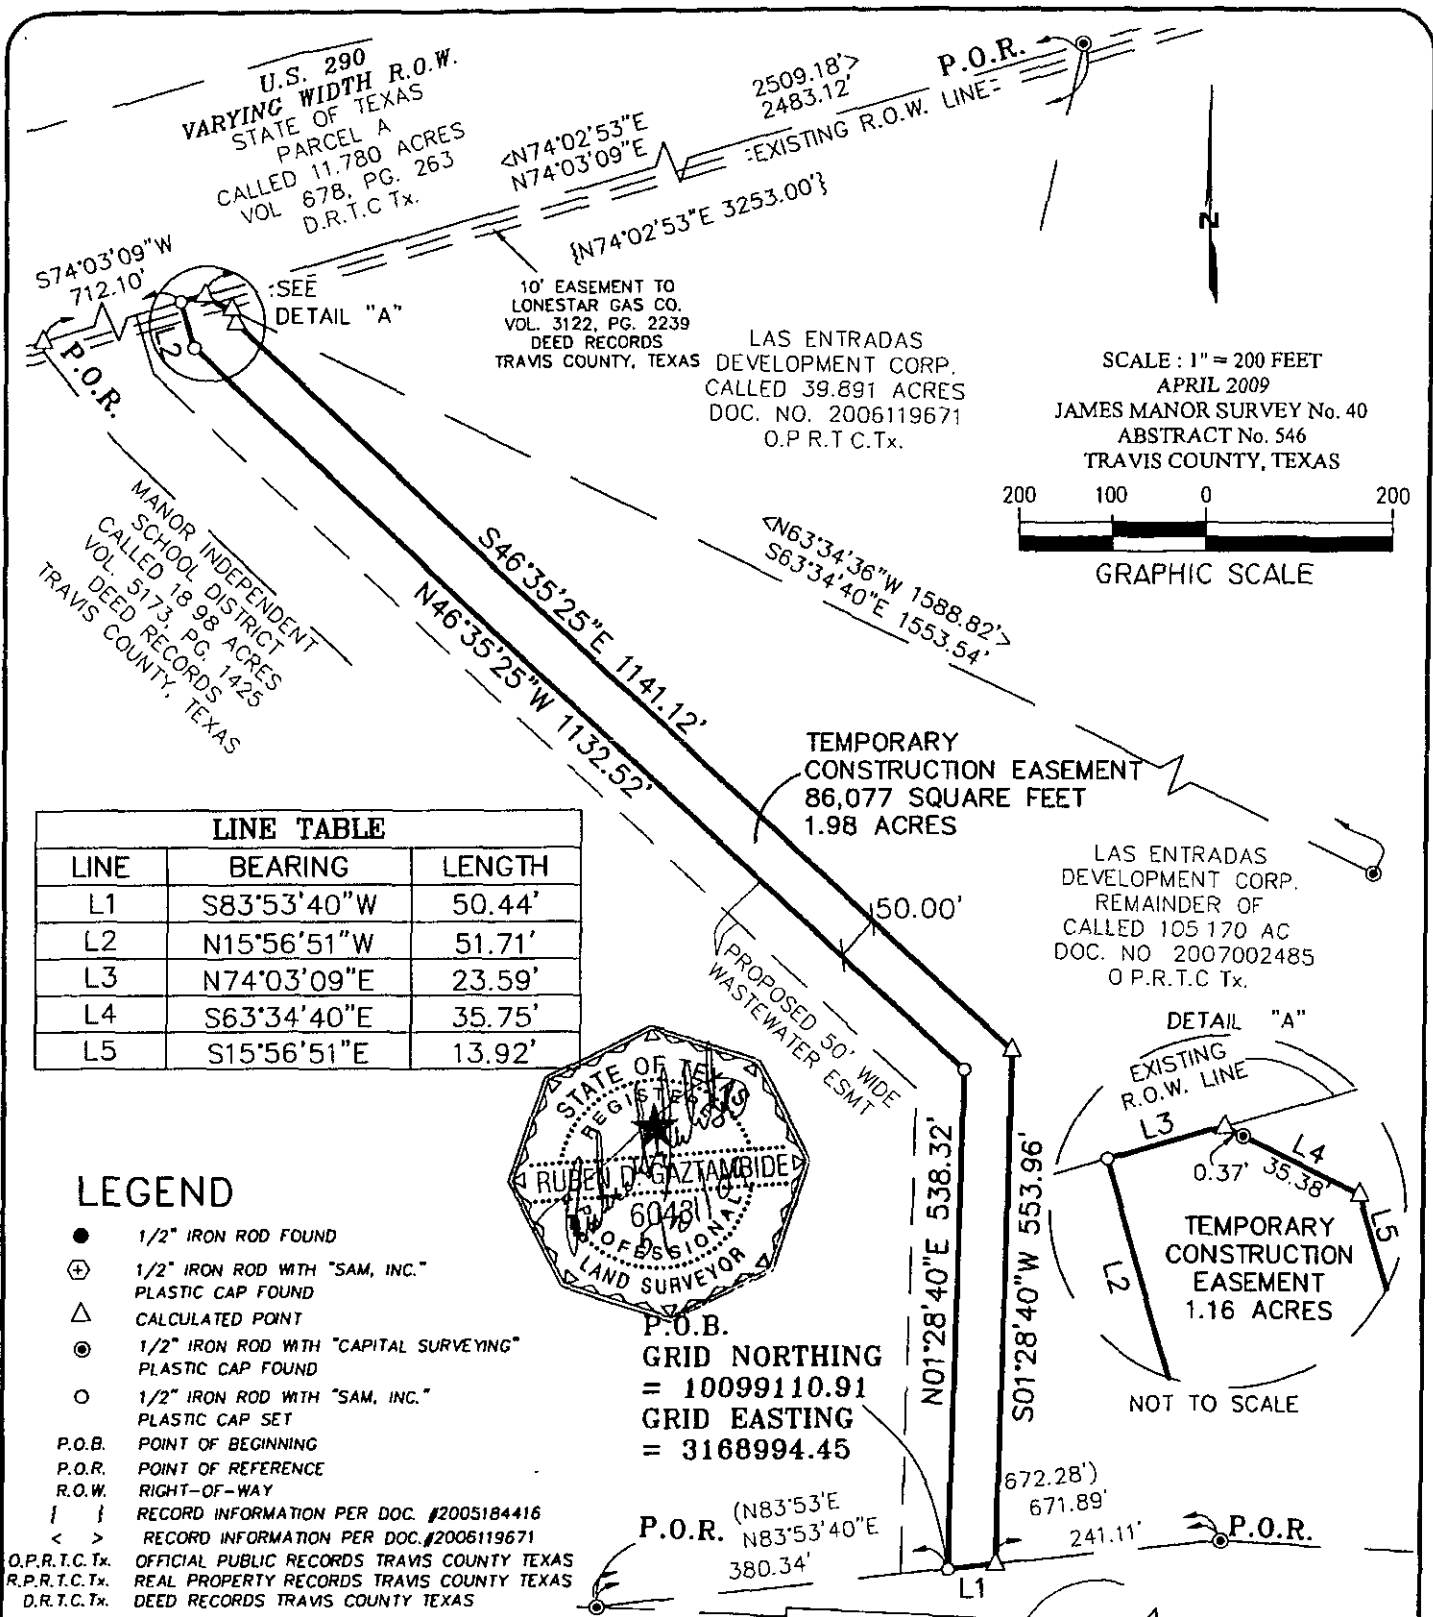 U.S. 290
VARYING WIDTH R.O.W.
STATE OF TEXAS
PARCEL A
CALLED 11.780 ACRES
VOL 678, PG. 263
D.R.T.C Tx.
<N74°02'53"E
N74°03'09"E
2509.18'>
2483.12'
P.O.R.
EXISTING R.O.W. LINE
{N74°02'53"E 3253.00'}
S74°03'09"W
712.10'
P.O.R.
L2
SEE
DETAIL "A"
10' EASEMENT TO
LONESTAR GAS CO.
VOL. 3122, PG. 2239
DEED RECORDS
TRAVIS COUNTY, TEXAS
LAS ENTRADAS
DEVELOPMENT CORP.
CALLED 39.891 ACRES
DOC. NO. 2006119671
O.P R.T C.Tx.
N
SCALE : 1" = 200 FEET
APRIL 2009
JAMES MANOR SURVEY No. 40
ABSTRACT No. 546
TRAVIS COUNTY, TEXAS
200 100 0 200
GRAPHIC SCALE
MANOR INDEPENDENT
SCHOOL DISTRICT
CALLED 18 98 ACRES
VOL. 5173, PG. 1425
DEED RECORDS
TRAVIS COUNTY, TEXAS
S46°35'25"E 1141.12'
N46°35'25"W 1132.52'
<N63°34'36"W 1588.82'>
S63°34'40"E 1553.54'
TEMPORARY
CONSTRUCTION EASEMENT
86,077 SQUARE FEET
1.98 ACRES
50.00'
PROPOSED 50' WIDE
WASTEWATER ESMT
LINE TABLE
LINE BEARING LENGTH
L1 S83°53'40"W 50.44'
L2 N15°56'51"W 51.71'
L3 N74°03'09"E 23.59'
L4 S63°34'40"E 35.75'
L5 S15°56'51"E 13.92'
LAS ENTRADAS
DEVELOPMENT CORP.
REMAINDER OF
CALLED 105 170 AC
DOC. NO 2007002485
O P.R.T.C Tx.
DETAIL "A"
EXISTING
R.O.W. LINE
L3
0.37'
L4
35.38'
L5
L2
TEMPORARY
CONSTRUCTION
EASEMENT
1.16 ACRES
NOT TO SCALE
STATE OF TEXAS
REGISTERED
RUBEN D. GAZTAMBIDE
PROFESSIONAL
LAND SURVEYOR
N01°28'40"E 538.32'
S01°28'40"W 553.96'
P.O.B.
GRID NORTHING
= 10099110.91
GRID EASTING
= 3168994.45
LEGEND
1/2" IRON ROD FOUND
1/2" IRON ROD WITH "SAM, INC."
PLASTIC CAP FOUND
CALCULATED POINT
1/2" IRON ROD WITH "CAPITAL SURVEYING"
PLASTIC CAP FOUND
1/2" IRON ROD WITH "SAM, INC."
PLASTIC CAP SET
P.O.B. POINT OF BEGINNING
P.O.R. POINT OF REFERENCE
R.O.W. RIGHT-OF-WAY
{ } RECORD INFORMATION PER DOC. #2005184416
< > RECORD INFORMATION PER DOC.#2006119671
O.P.R.T.C.Tx. OFFICIAL PUBLIC RECORDS TRAVIS COUNTY TEXAS
R.P.R.T.C.Tx. REAL PROPERTY RECORDS TRAVIS COUNTY TEXAS
D.R.T.C.Tx. DEED RECORDS TRAVIS COUNTY TEXAS
P.O.R.
(N83°53'E
N83°53'40"E
380.34'
672.28')
671.89'
241.11'
P.O.R.
L1